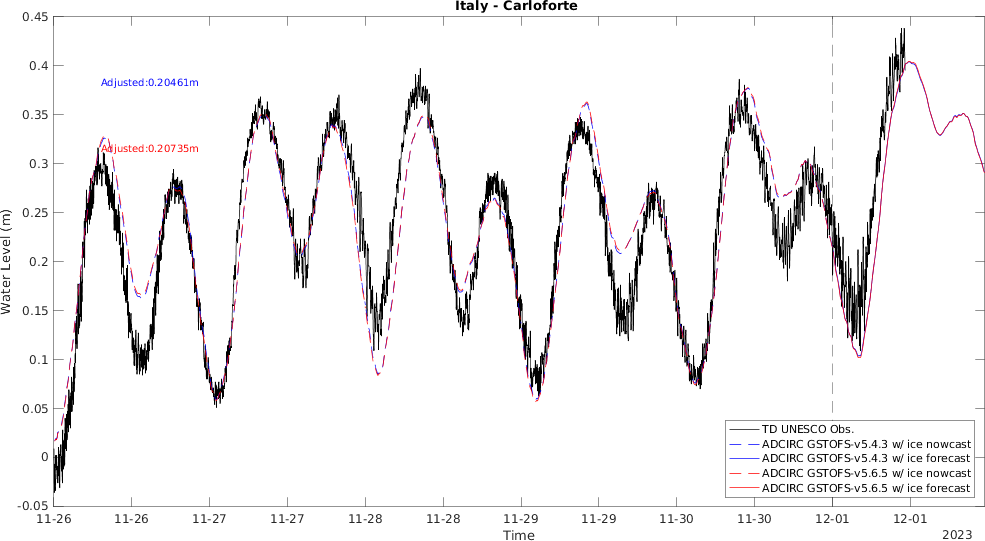 Italy - Carloforte
0.45
0.4
0.35
0.3
0.25
0.2
0.15
0.1
0.05
0
-0.05
Water Level (m)
Adjusted:0.20461m
Adjusted:0.20735m
TD UNESCO Obs.
ADCIRC GSTOFS-v5.4.3 w/ ice nowcast
ADCIRC GSTOFS-v5.4.3 w/ ice forecast
ADCIRC GSTOFS-v5.6.5 w/ ice nowcast
ADCIRC GSTOFS-v5.6.5 w/ ice forecast
11-26 11-26 11-27 11-27 11-28 11-28 11-29 11-29 11-30 11-30 12-01 12-01
Time
2023